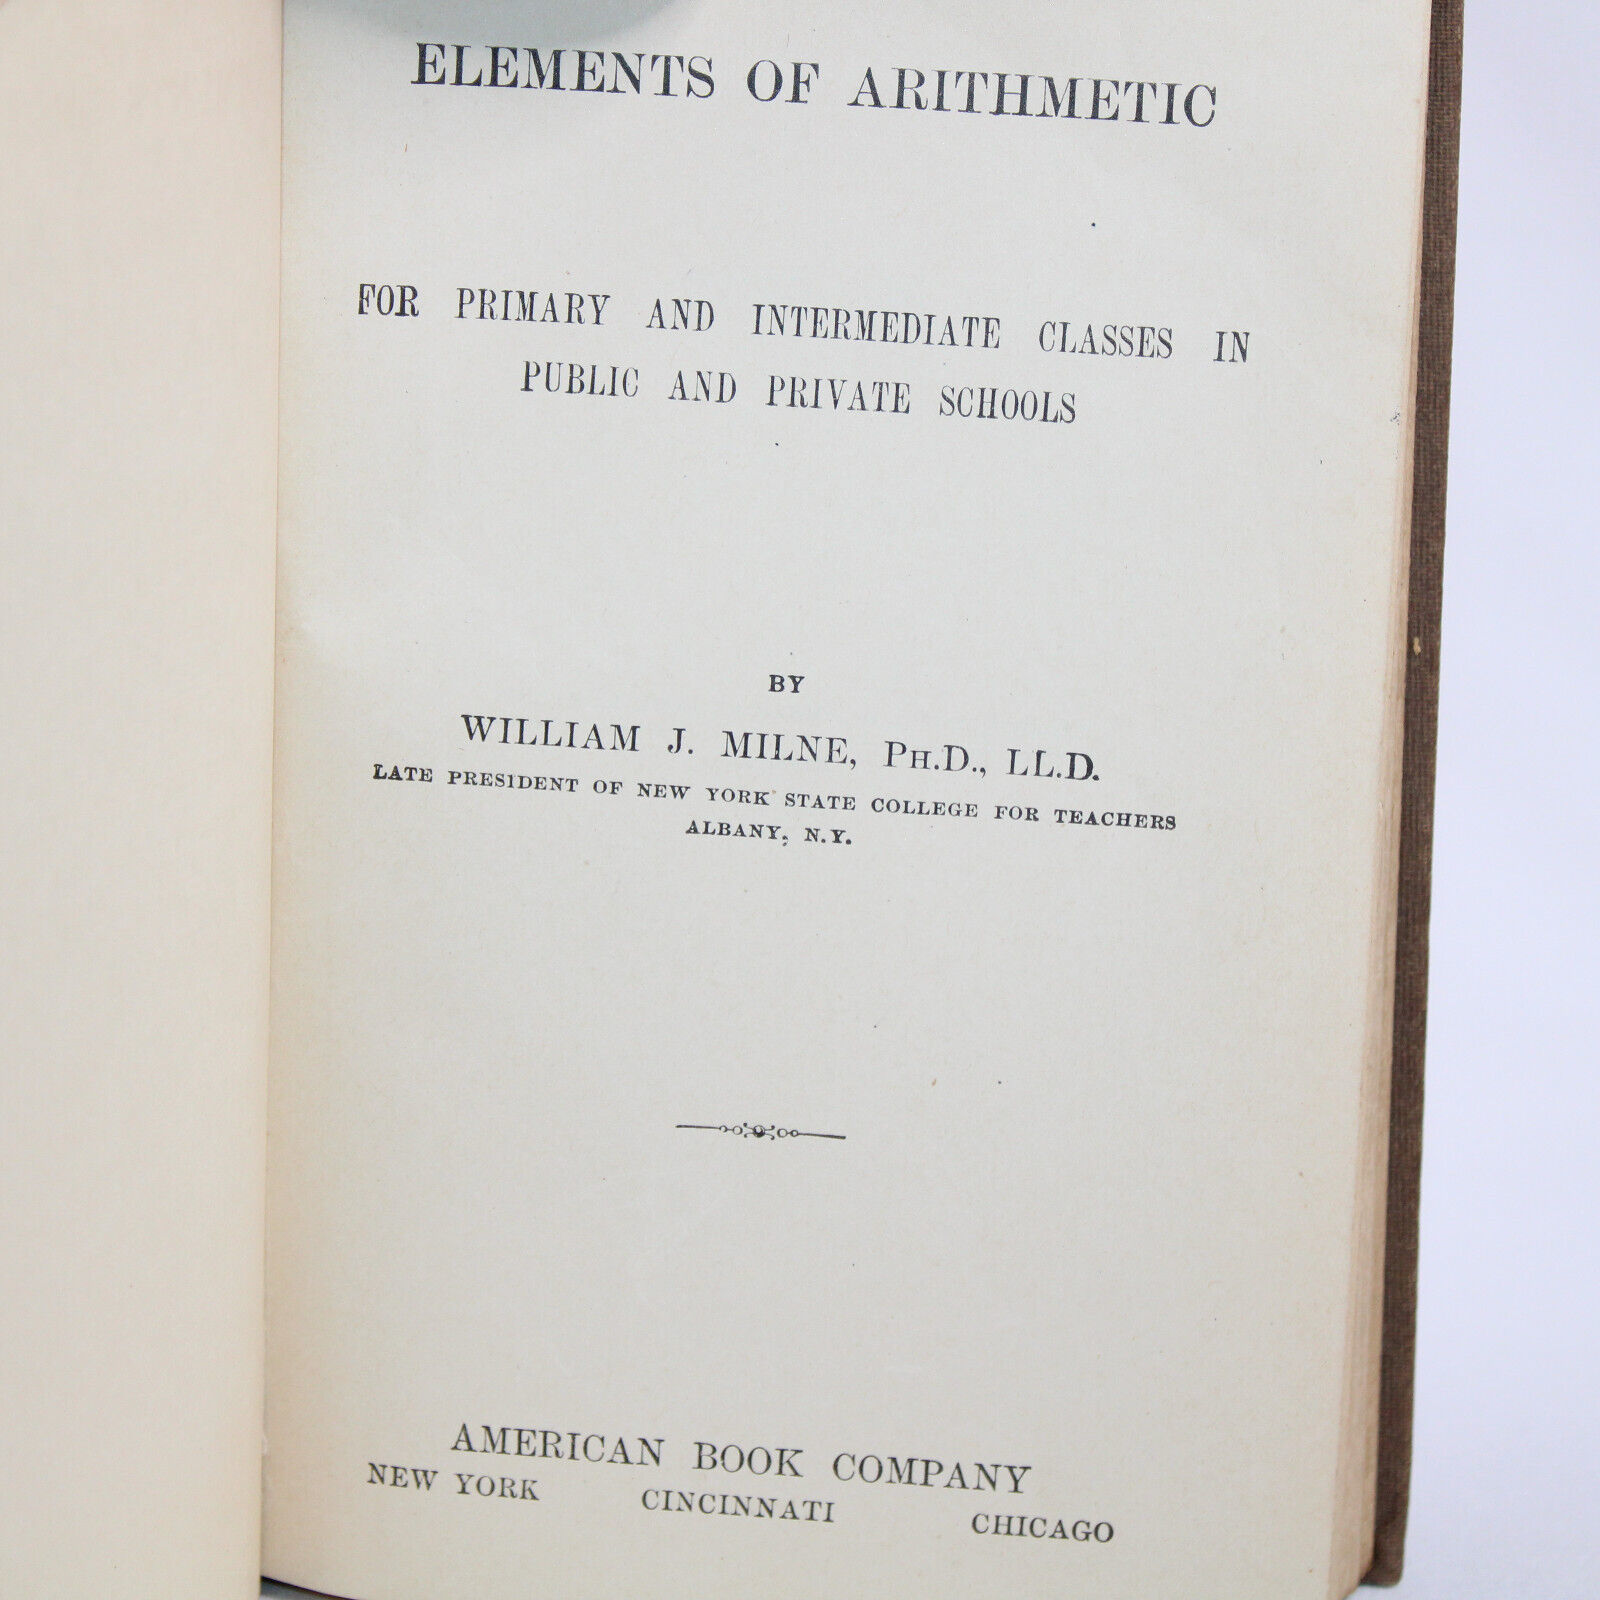 ELEMENTS OF ARITHMETIC
FOR PRIMARY AND INTERMEDIATE CLASSES IN
PUBLIC AND PRIVATE SCHOOLS
BY
WILLIAM J. MILNE, PH.D., LL.D.
LATE PRESIDENT OF NEW YORK STATE COLLEGE FOR TEACHERS
ALBANY, N.Y.
AMERICAN BOOK COMPANY
NEW YORK CINCINNATI CHICAGO